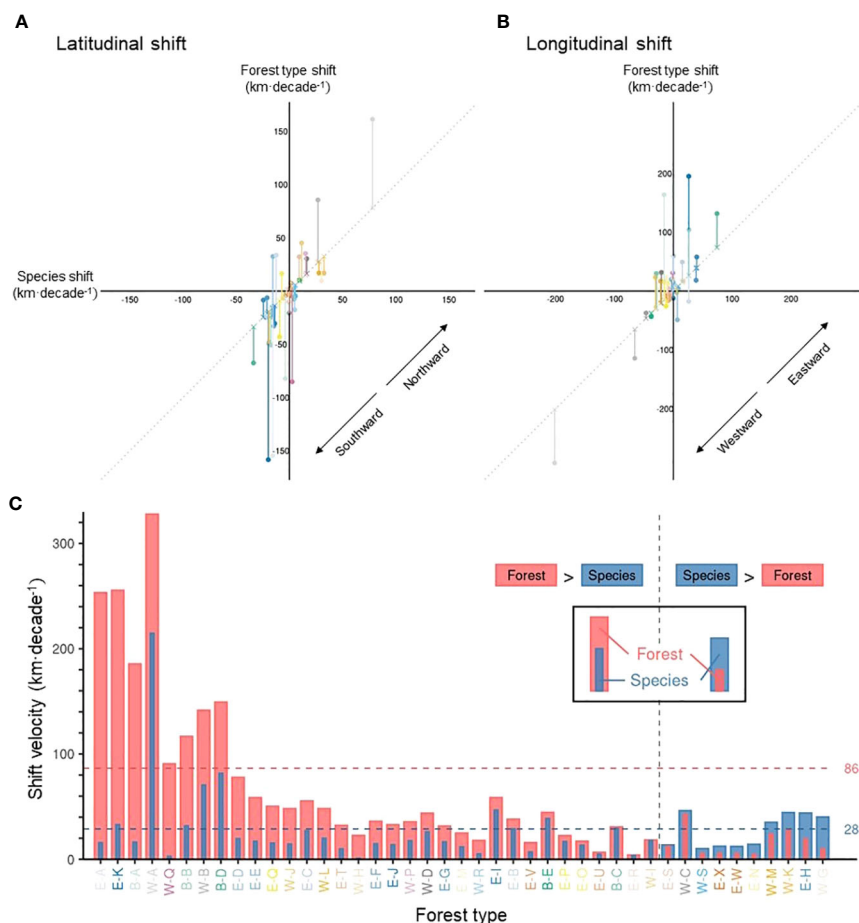 A
B
Latitudinal shift
Longitudinal shift
Forest type shift
(km·decade⁻¹)
Forest type shift
(km·decade⁻¹)
150
100
50
-50
-100
-150
-150
-100
-50
50
100
150
Species shift
(km·decade⁻¹)
Northward
Southward
200
100
-100
-200
-200
-100
100
200
Eastward
Westward
C
Shift velocity (km·decade⁻¹)
300
200
100
0
Forest > Species
Species > Forest
Forest
Species
86
28
E-A
E-K
B-A
W-A
W-Q
B-B
W-B
B-D
E-D
E-E
E-Q
W-J
E-C
W-L
E-T
W-H
E-F
E-J
W-P
W-D
E-G
W-R
E-I
E-B
E-V
B-E
E-P
E-O
E-U
B-C
E-R
W-I
E-S
W-C
W-S
E-X
E-W
E-N
W-M
W-K
E-H
W-G
Forest type